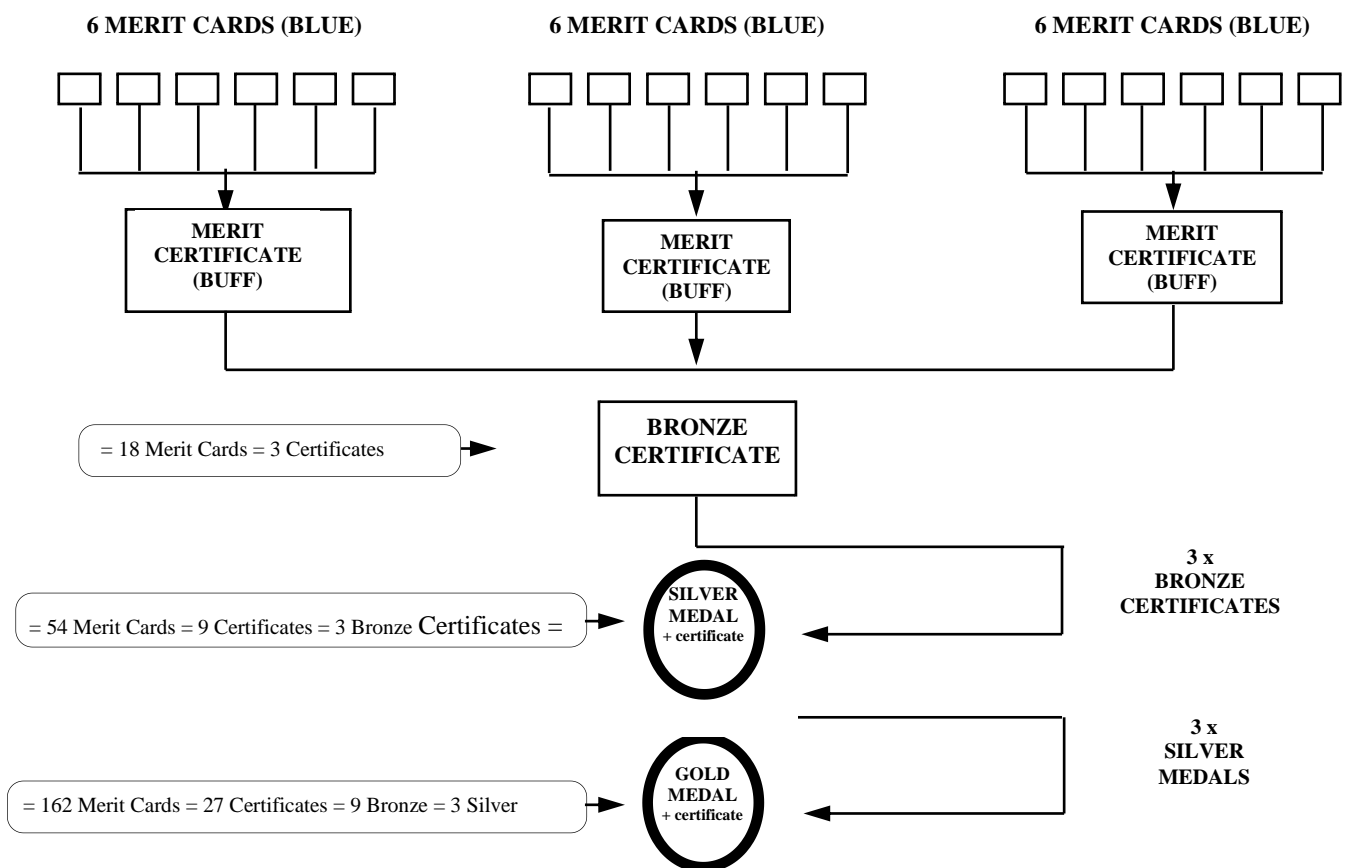 6 MERIT CARDS (BLUE)
6 MERIT CARDS (BLUE)
6 MERIT CARDS (BLUE)
MERIT
CERTIFICATE
(BUFF)
MERIT
CERTIFICATE
(BUFF)
MERIT
CERTIFICATE
(BUFF)
= 18 Merit Cards = 3 Certificates
BRONZE
CERTIFICATE
3 x
BRONZE
CERTIFICATES
= 54 Merit Cards = 9 Certificates = 3 Bronze Certificates =
SILVER
MEDAL
+ certificate
3 x
SILVER
MEDALS
= 162 Merit Cards = 27 Certificates = 9 Bronze = 3 Silver
GOLD
MEDAL
+ certificate